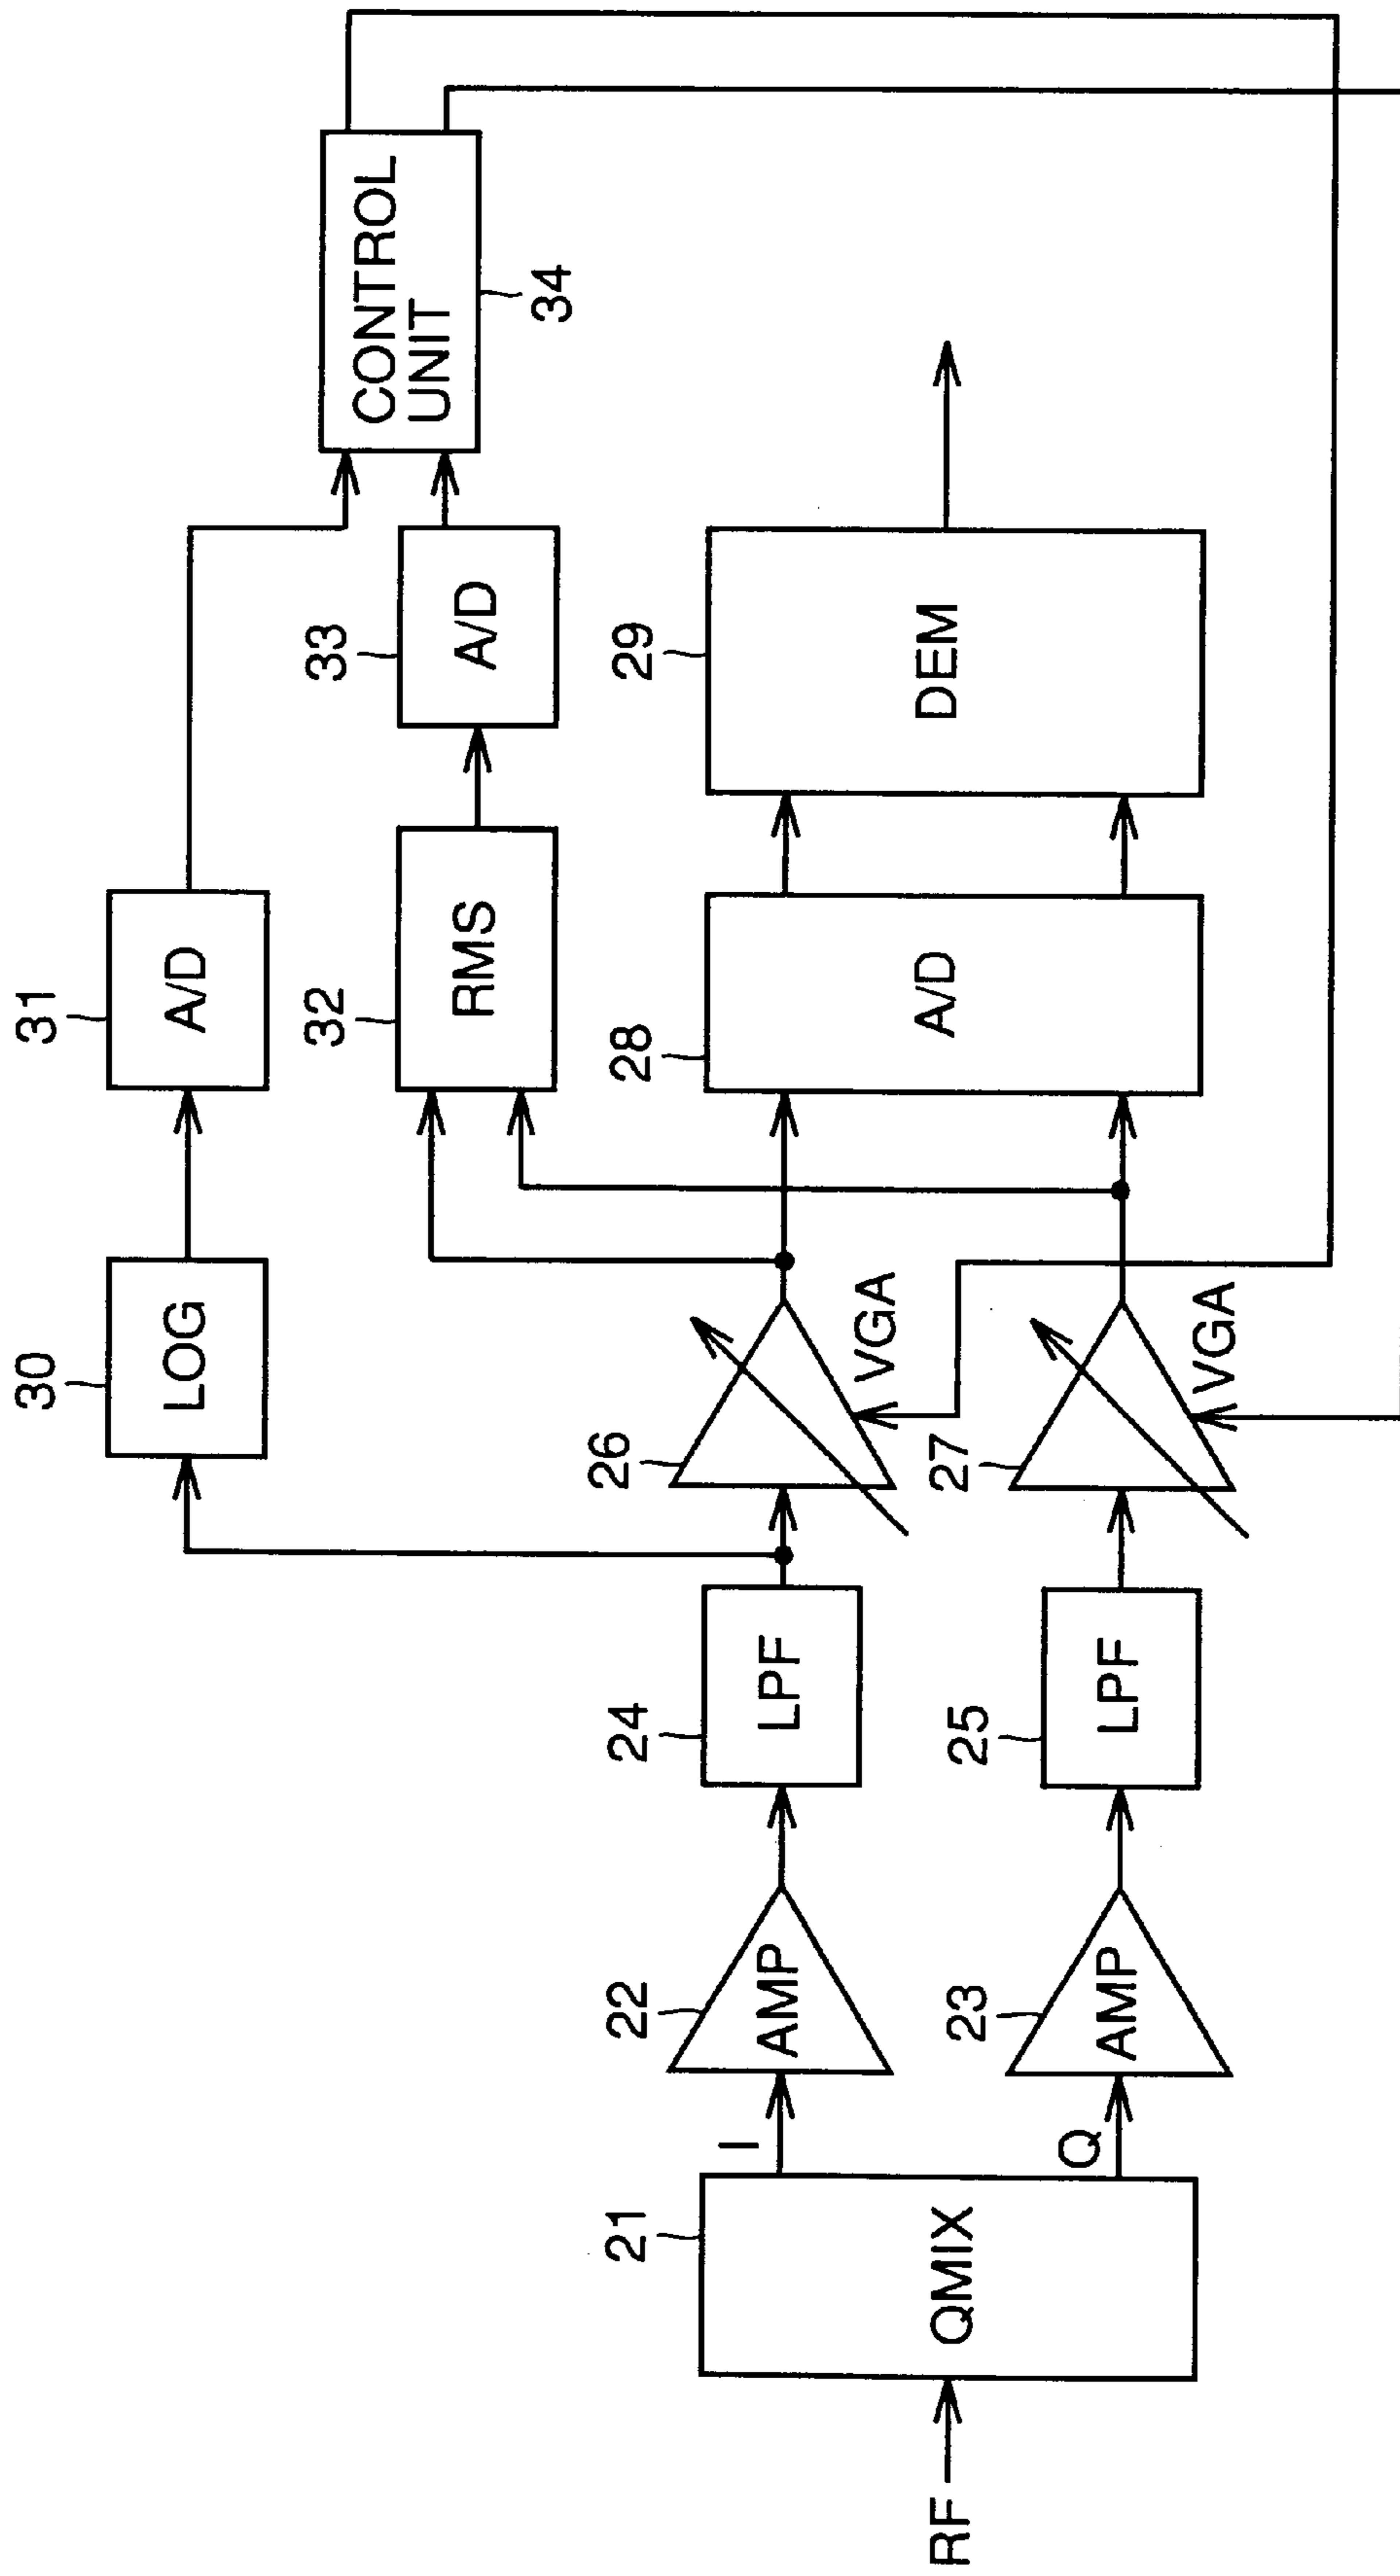 30
LOG
31
A/D
CONTROL
UNIT
34
32
RMS
33
A/D
21
QMIX
RF
I
22
AMP
24
LPF
26
VGA
28
A/D
29
DEM
Q
23
AMP
25
LPF
27
VGA